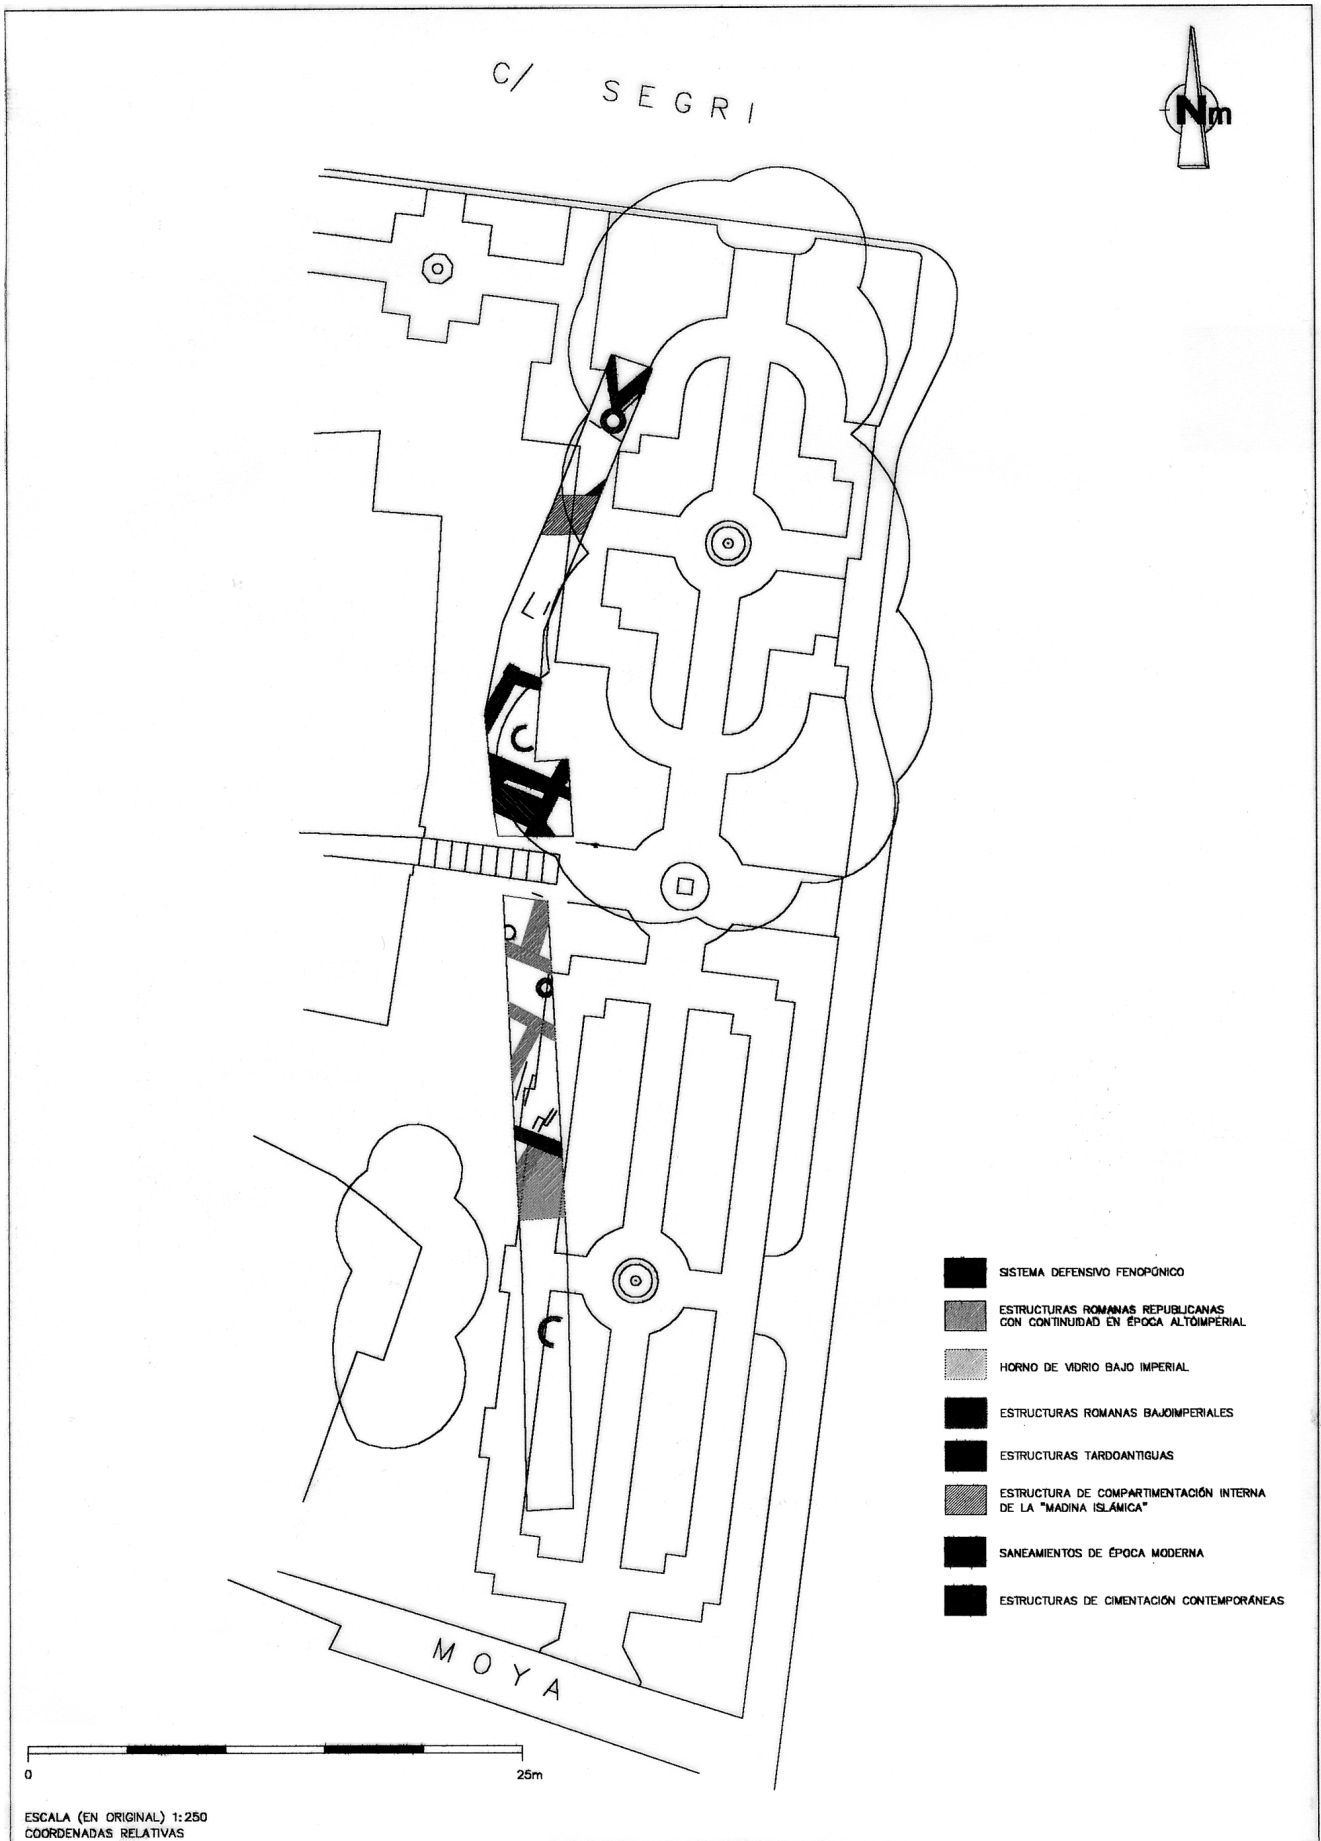 C/ SEGRI
Nm
SISTEMA DEFENSIVO FENOPÚNICO
ESTRUCTURAS ROMANAS REPUBLICANAS
CON CONTINUIDAD EN ÉPOCA ALTOIMPERIAL
HORNO DE VIDRIO BAJO IMPERIAL
ESTRUCTURAS ROMANAS BAJOIMPERIALES
ESTRUCTURAS TARDOANTIGUAS
ESTRUCTURA DE COMPARTIMENTACIÓN INTERNA
DE LA "MADINA ISLÁMICA"
SANEAMIENTOS DE ÉPOCA MODERNA
ESTRUCTURAS DE CIMENTACIÓN CONTEMPORÁNEAS
MOYA
0 25m
ESCALA (EN ORIGINAL) 1:250
COORDENADAS RELATIVAS